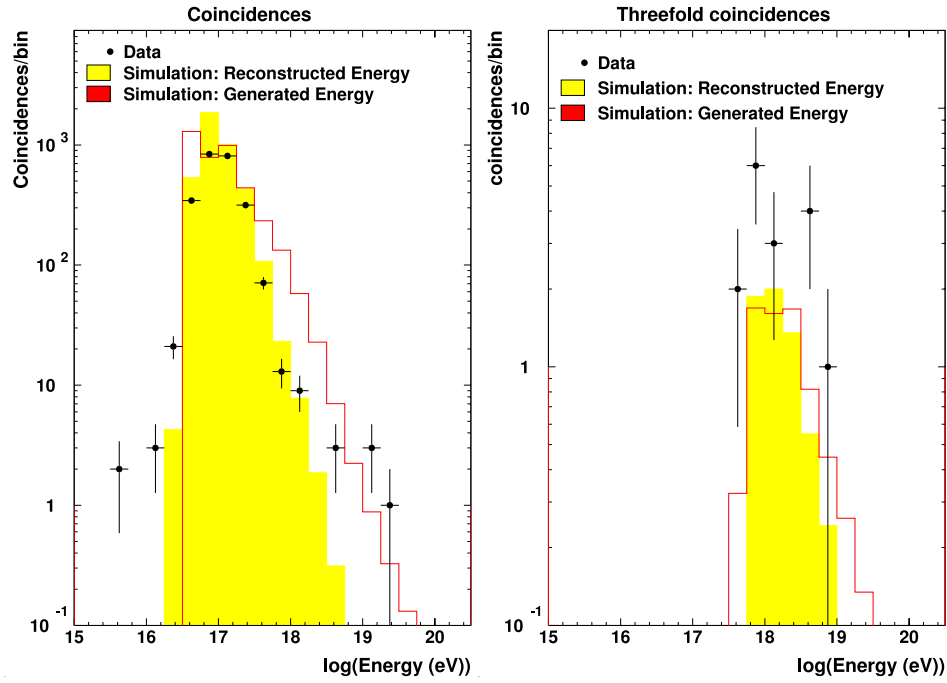 Coincidences
Coincidences/bin
Data
Simulation: Reconstructed Energy
Simulation: Generated Energy
10 3
10 2
10
1
10 -1
15 16 17 18 19 20
log(Energy (eV))
Threefold coincidences
coincidences/bin
Data
Simulation: Reconstructed Energy
Simulation: Generated Energy
10
1
10 -1
15 16 17 18 19 20
log(Energy (eV))